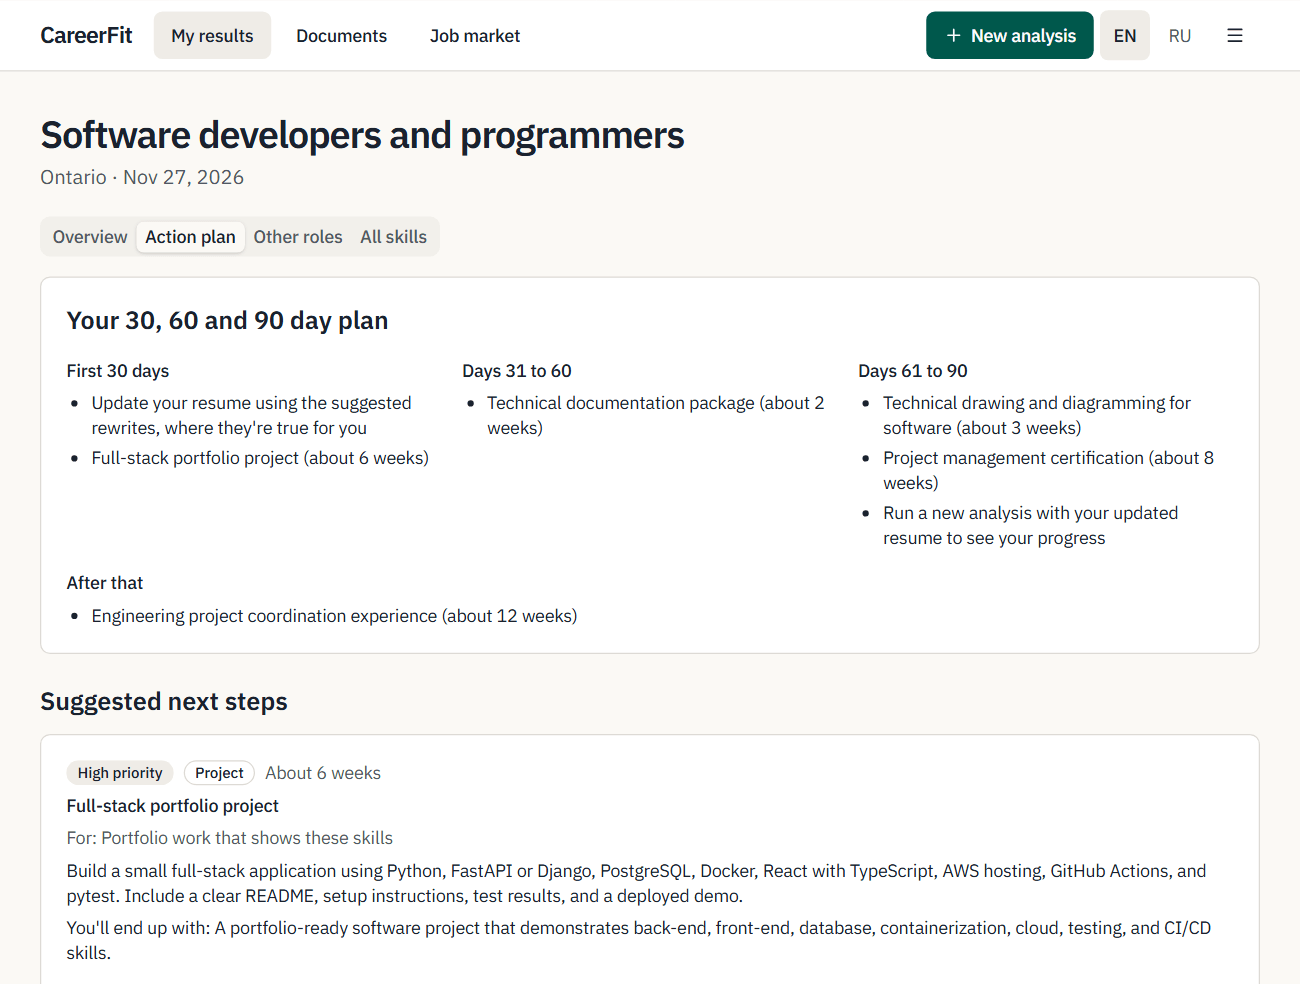 CareerFit
My results
Documents
Job market
+ New analysis
EN
RU
Software developers and programmers
Ontario · Nov 27, 2026
Overview
Action plan
Other roles
All skills
Your 30, 60 and 90 day plan
First 30 days
• Update your resume using the suggested
rewrites, where they're true for you
• Full-stack portfolio project (about 6 weeks)
Days 31 to 60
• Technical documentation package (about 2
weeks)
Days 61 to 90
• Technical drawing and diagramming for
software (about 3 weeks)
• Project management certification (about 8
weeks)
• Run a new analysis with your updated
resume to see your progress
After that
• Engineering project coordination experience (about 12 weeks)
Suggested next steps
High priority
Project
About 6 weeks
Full-stack portfolio project
For: Portfolio work that shows these skills
Build a small full-stack application using Python, FastAPI or Django, PostgreSQL, Docker, React with TypeScript, AWS hosting, GitHub Actions, and
pytest. Include a clear README, setup instructions, test results, and a deployed demo.
You'll end up with: A portfolio-ready software project that demonstrates back-end, front-end, database, containerization, cloud, testing, and CI/CD
skills.